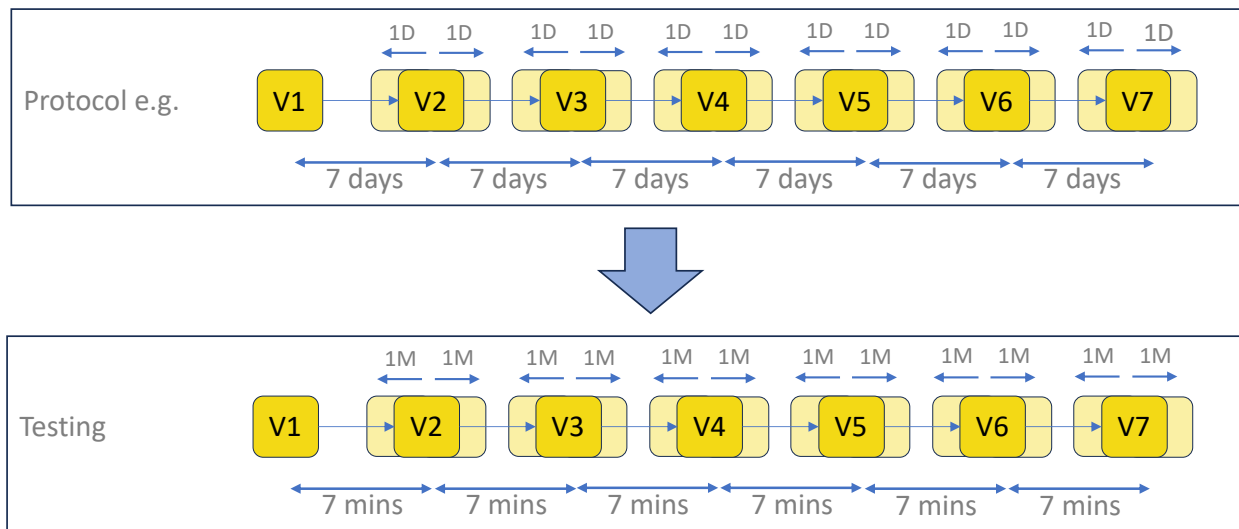 1D 1D 1D 1D 1D 1D 1D 1D 1D 1D 1D 1D
Protocol e.g. V1 V2 V3 V4 V5 V6 V7
7 days 7 days 7 days 7 days 7 days 7 days
1M 1M 1M 1M 1M 1M 1M 1M 1M 1M 1M 1M
Testing V1 V2 V3 V4 V5 V6 V7
7 mins 7 mins 7 mins 7 mins 7 mins 7 mins